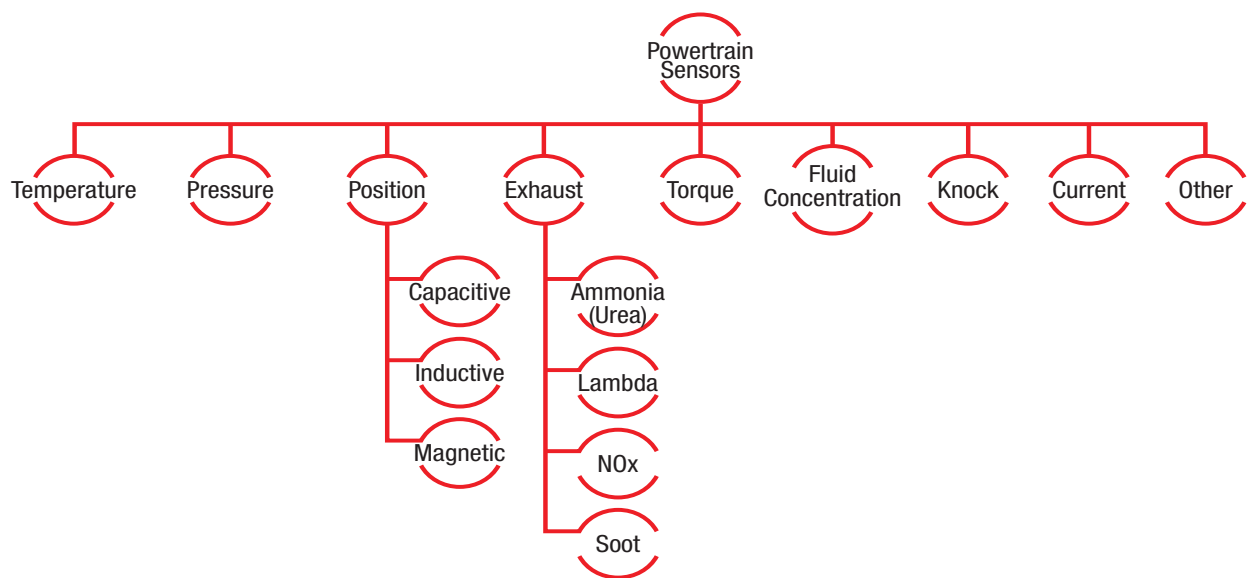 Powertrain
Sensors
Temperature
Pressure
Position
Exhaust
Torque
Fluid
Concentration
Knock
Current
Other
Capacitive
Inductive
Magnetic
Ammonia
(Urea)
Lambda
NOx
Soot